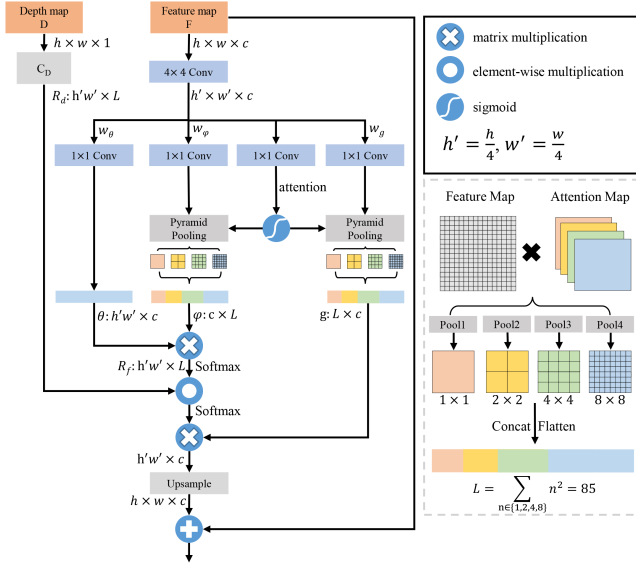 Depth map
D
Feature map
F
h × w × 1
h × w × c
C_D
4× 4 Conv
R_d: h′w′ × L
h′ × w′ × c
w_θ
w_φ
w_g
1×1 Conv
1×1 Conv
1×1 Conv
1×1 Conv
attention
Pyramid
Pooling
Pyramid
Pooling
θ: h′w′ × c
φ: c × L
g: L × c
R_f: h′w′ × L
Softmax
Softmax
h′w′ × c
Upsample
h × w × c
matrix multiplication
element-wise multiplication
sigmoid
h′ = h/4, w′ = w/4
Feature Map
Attention Map
Pool1
Pool2
Pool3
Pool4
1 × 1
2 × 2
4 × 4
8 × 8
Concat
Flatten
L = ∑ n² = 85
n∈{1,2,4,8}